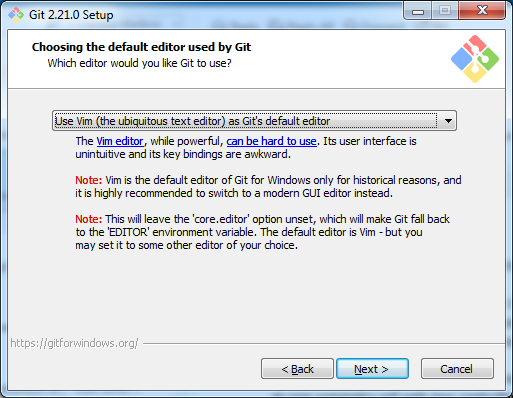 Git 2.21.0 Setup
Choosing the default editor used by Git
Which editor would you like Git to use?
Use Vim (the ubiquitous text editor) as Git's default editor
The Vim editor, while powerful, can be hard to use. Its user interface is
unintuitive and its key bindings are awkward.
Note: Vim is the default editor of Git for Windows only for historical reasons, and
it is highly recommended to switch to a modern GUI editor instead.
Note: This will leave the 'core.editor' option unset, which will make Git fall back
to the 'EDITOR' environment variable. The default editor is Vim - but you
may set it to some other editor of your choice.
https://gitforwindows.org/
< Back
Next >
Cancel